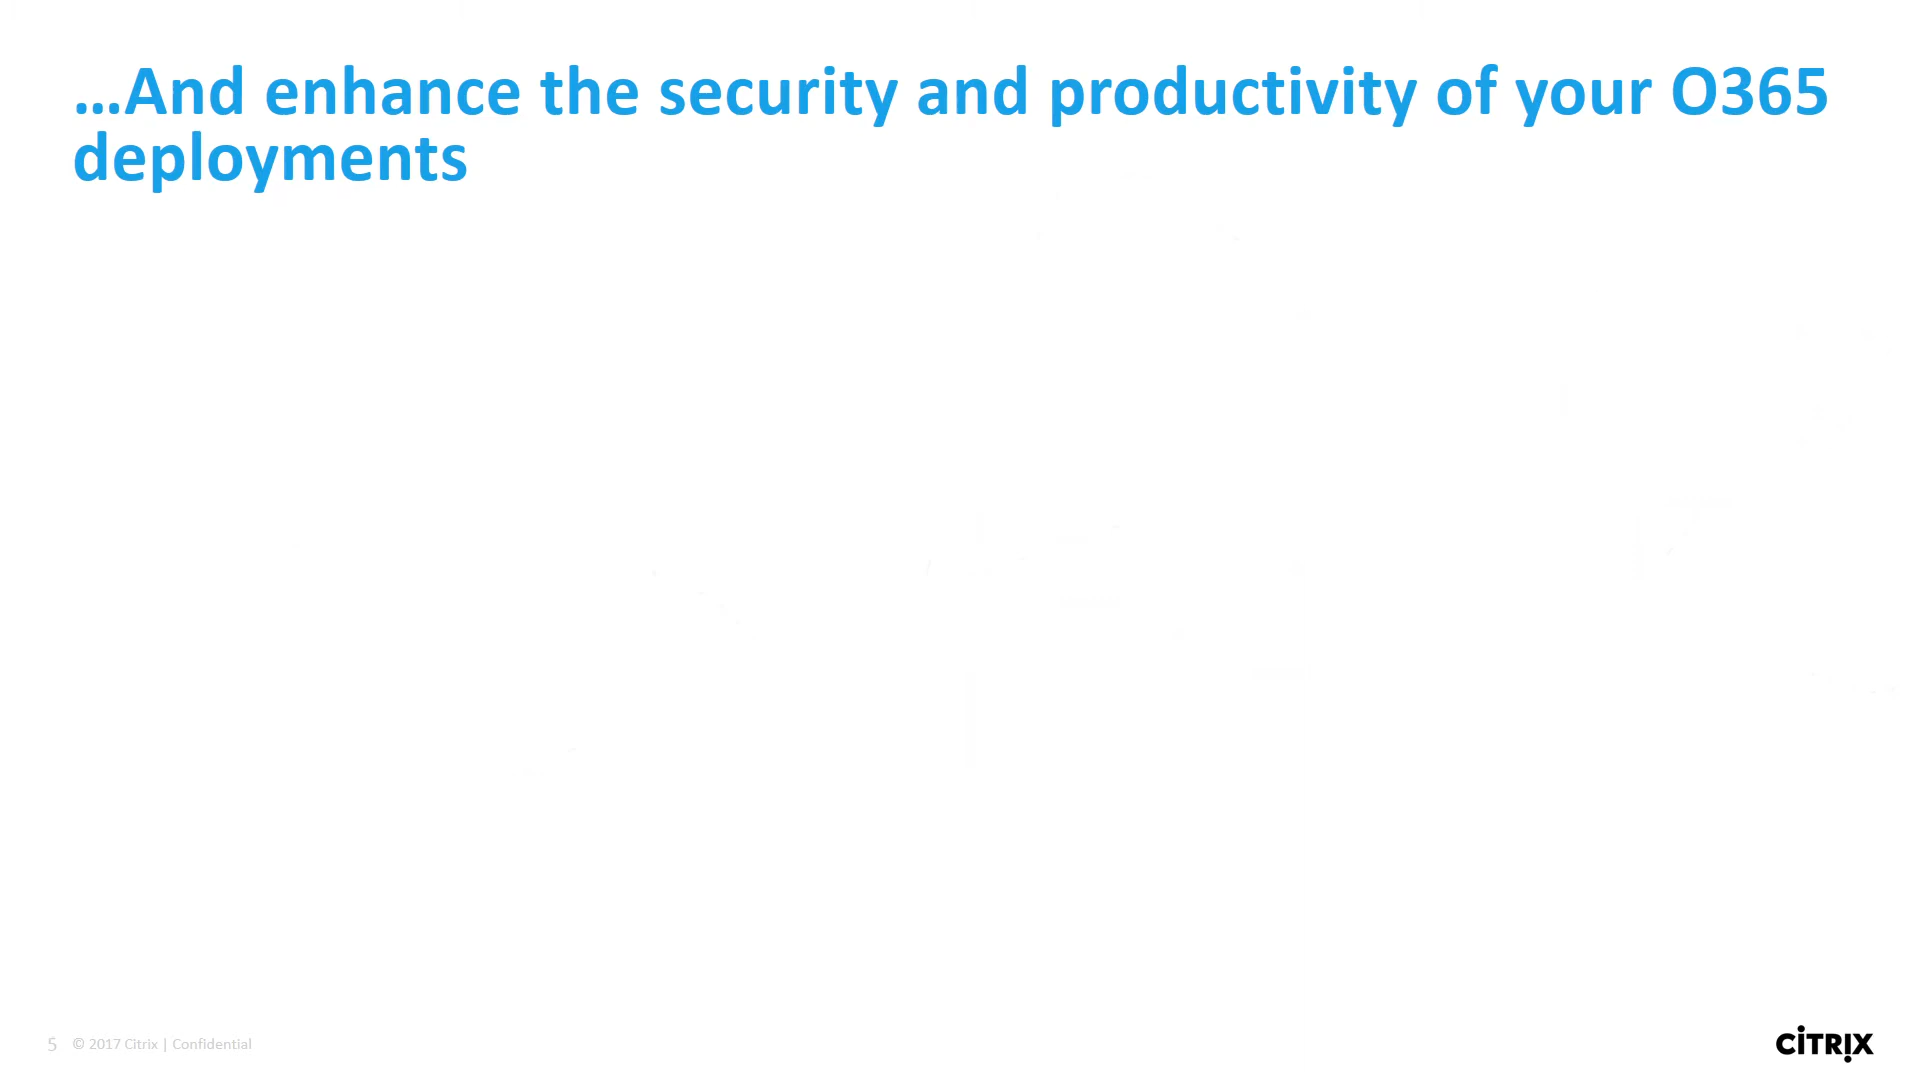 …And enhance the security and productivity of your O365
deployments
5 © 2017 Citrix | Confidential
CITRIX